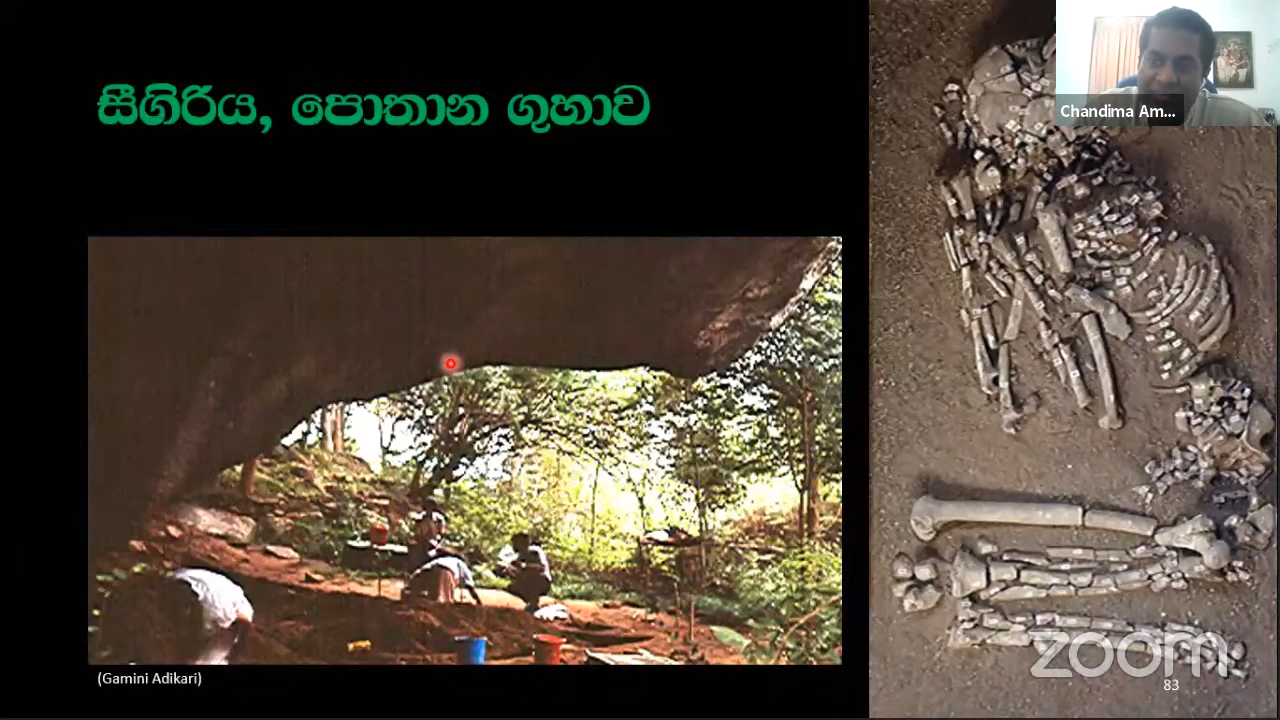 සීගිරිය, පොතාන ගුහාව
Chandima Am...
(Gamini Adikari)
zoom
83